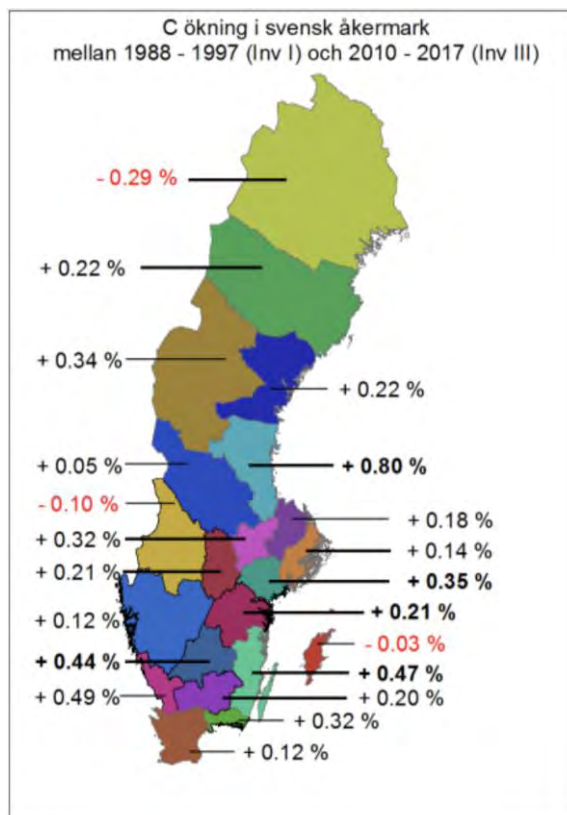 C ökning i svensk åkermark
mellan 1988 - 1997 (Inv I) och 2010 - 2017 (Inv III)
- 0.29 %
+ 0.22 %
+ 0.34 %
+ 0.22 %
+ 0.05 %
+ 0.80 %
- 0.10 %
+ 0.18 %
+ 0.32 %
+ 0.14 %
+ 0.21 %
+ 0.35 %
+ 0.12 %
+ 0.21 %
- 0.03 %
+ 0.44 %
+ 0.47 %
+ 0.49 %
+ 0.20 %
+ 0.32 %
+ 0.12 %